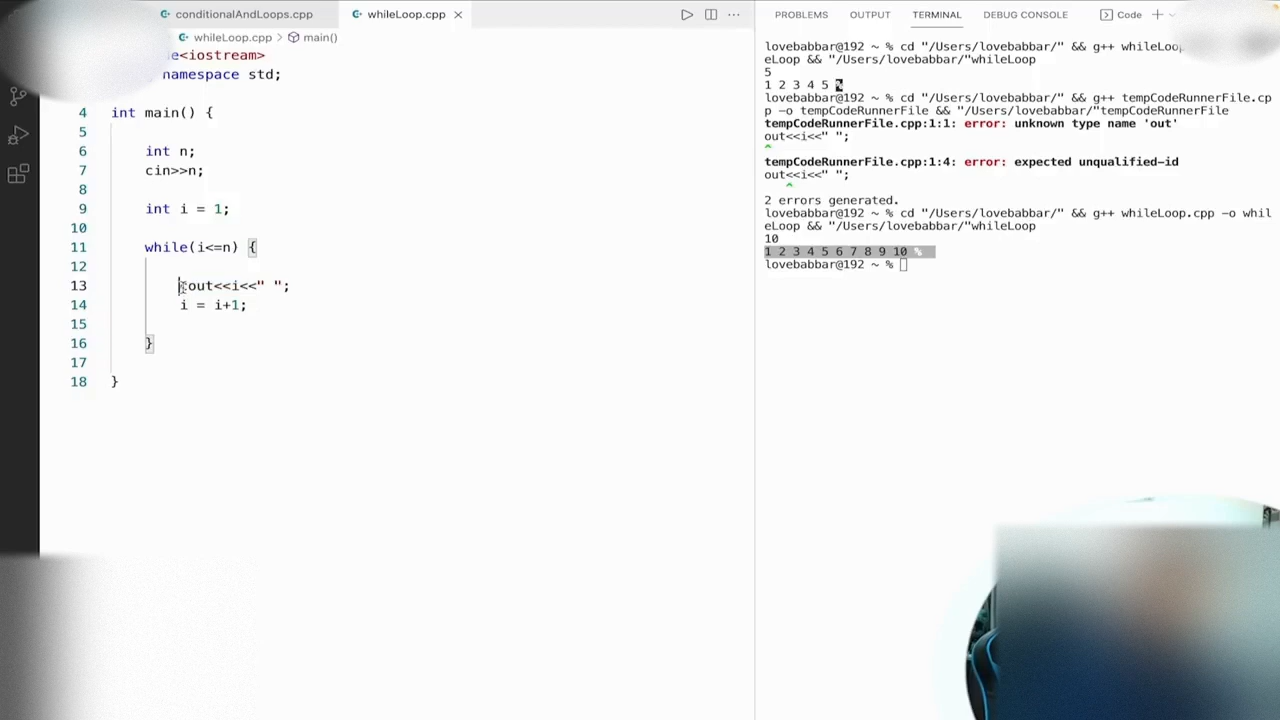 conditionalAndLoops.cpp
whileLoop.cpp
whileLoop.cpp > main()
<iostream>
namespace std;
4 int main() {
5
6 int n;
7 cin>>n;
8
9 int i = 1;
10
11 while(i<=n) {
12
13 cout<<i<<" ";
14 i = i+1;
15
16 }
17
18 }
PROBLEMS OUTPUT TERMINAL DEBUG CONSOLE Code
lovebabbar@192 ~ % cd "/Users/lovebabbar/" && g++ whileLoop
eLoop && "/Users/lovebabbar/"whileLoop
5
1 2 3 4 5 %
lovebabbar@192 ~ % cd "/Users/lovebabbar/" && g++ tempCodeRunnerFile.cp
p -o tempCodeRunnerFile && "/Users/lovebabbar/"tempCodeRunnerFile
tempCodeRunnerFile.cpp:1:1: error: unknown type name 'out'
out<<i<<" ";
^
tempCodeRunnerFile.cpp:1:4: error: expected unqualified-id
out<<i<<" ";
^
2 errors generated.
lovebabbar@192 ~ % cd "/Users/lovebabbar/" && g++ whileLoop.cpp -o whil
eLoop && "/Users/lovebabbar/"whileLoop
10
1 2 3 4 5 6 7 8 9 10 %
lovebabbar@192 ~ %